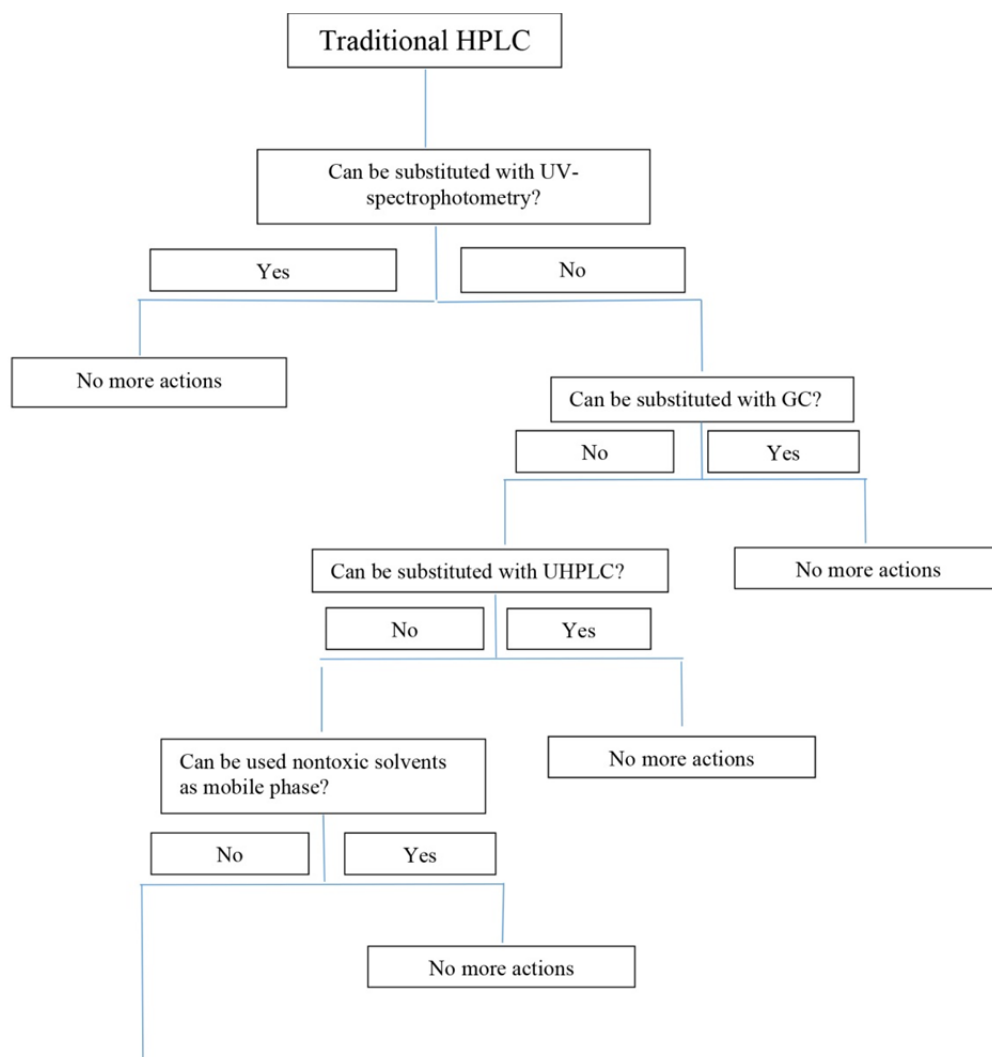 Traditional HPLC
Can be substituted with UV-
spectrophotometry?
Yes
No
No more actions
Can be substituted with GC?
No
Yes
Can be substituted with UHPLC?
No more actions
No
Yes
Can be used nontoxic solvents
as mobile phase?
No more actions
No
Yes
No more actions